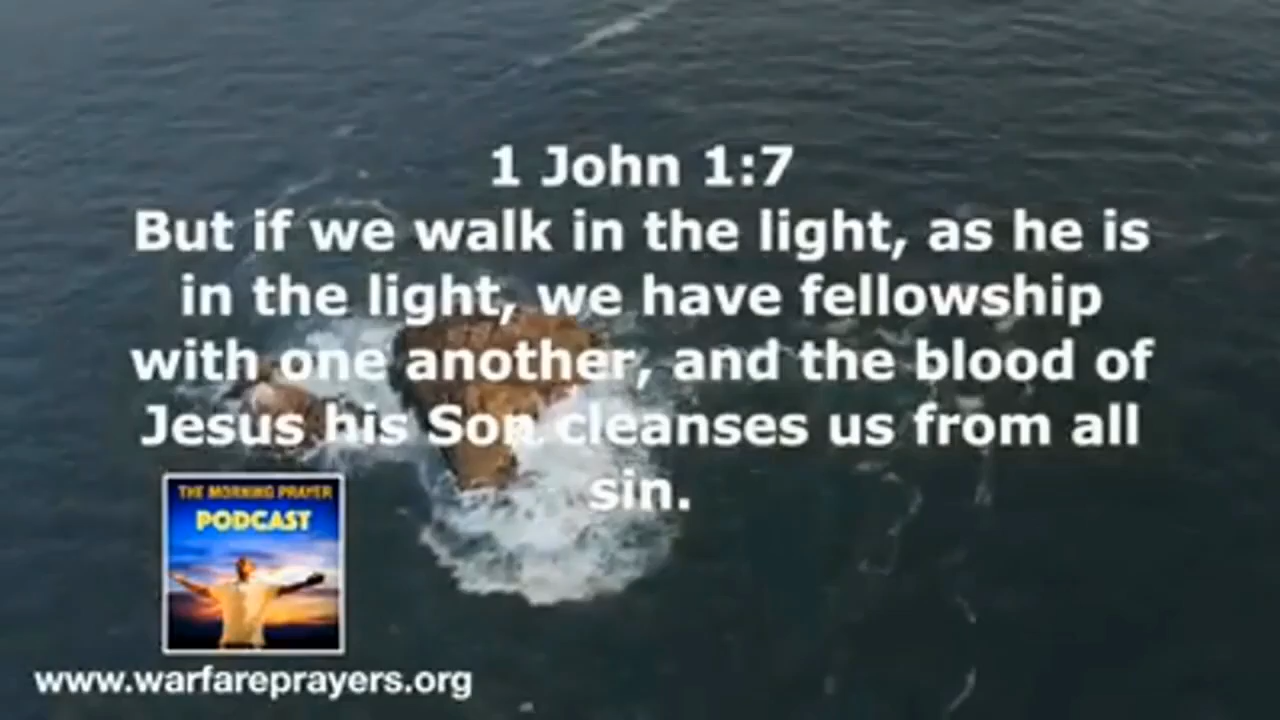 1 John 1:7
But if we walk in the light, as he is
in the light, we have fellowship
with one another, and the blood of
Jesus his Son cleanses us from all
sin.
THE MORNING PRAYER
PODCAST
www.warfareprayers.org